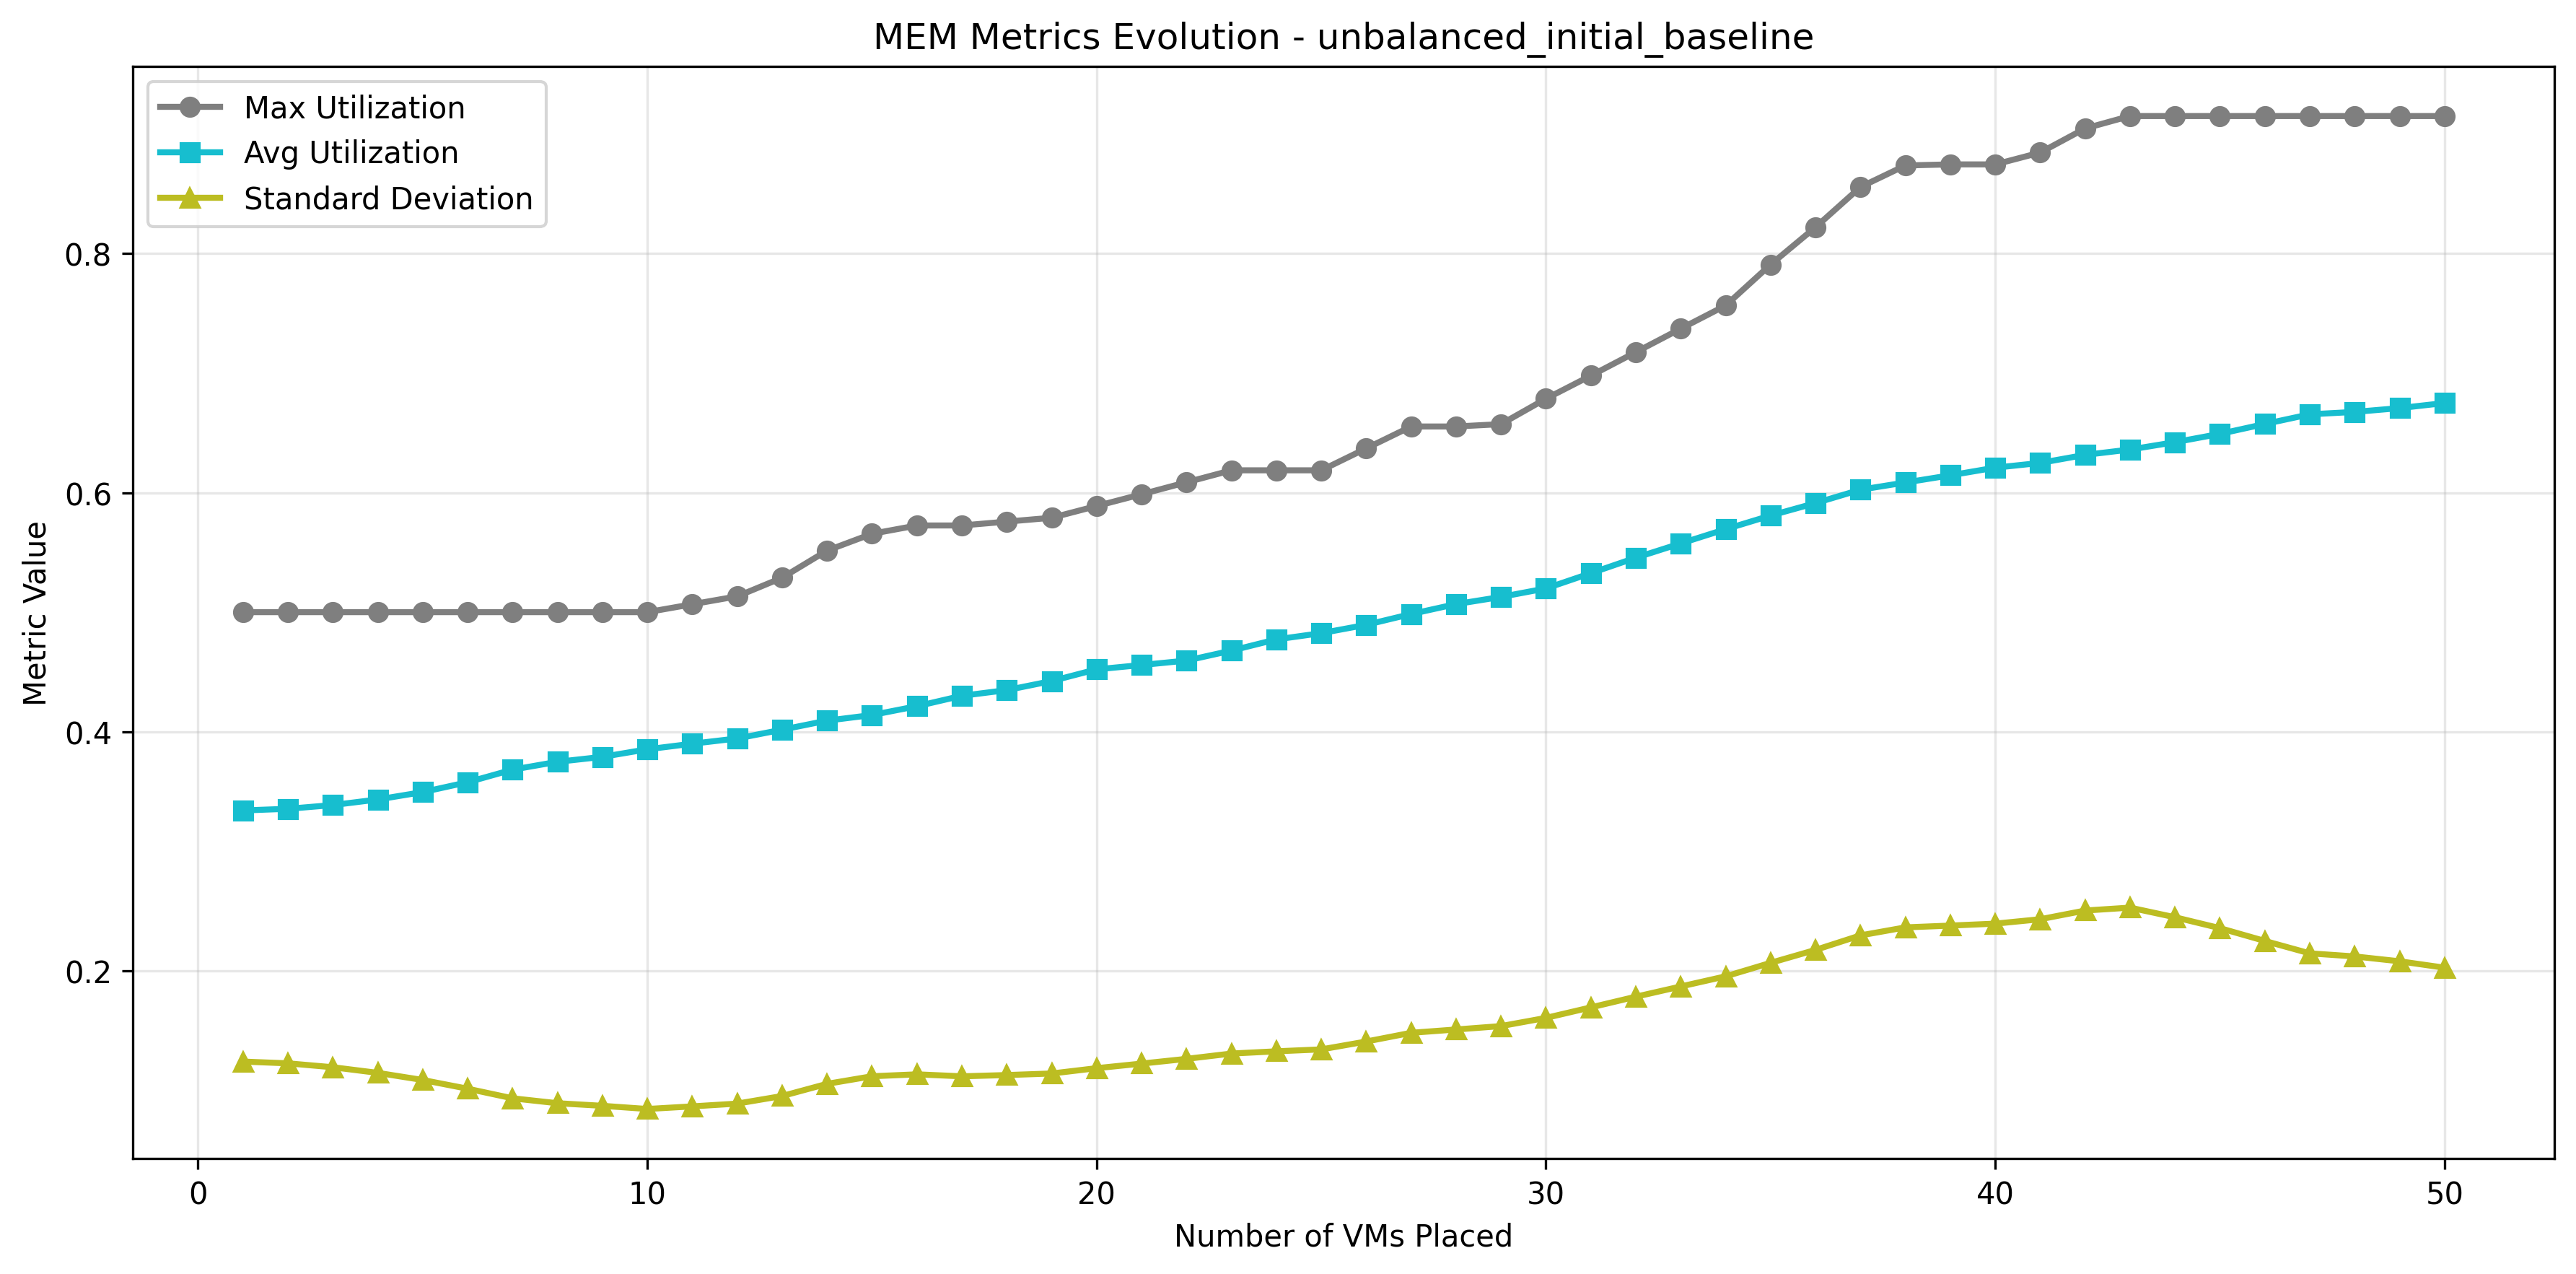 MEM Metrics Evolution - unbalanced_initial_baseline
Max Utilization
Avg Utilization
Standard Deviation
Metric Value
0.8
0.6
0.4
0.2
0 10 20 30 40 50
Number of VMs Placed